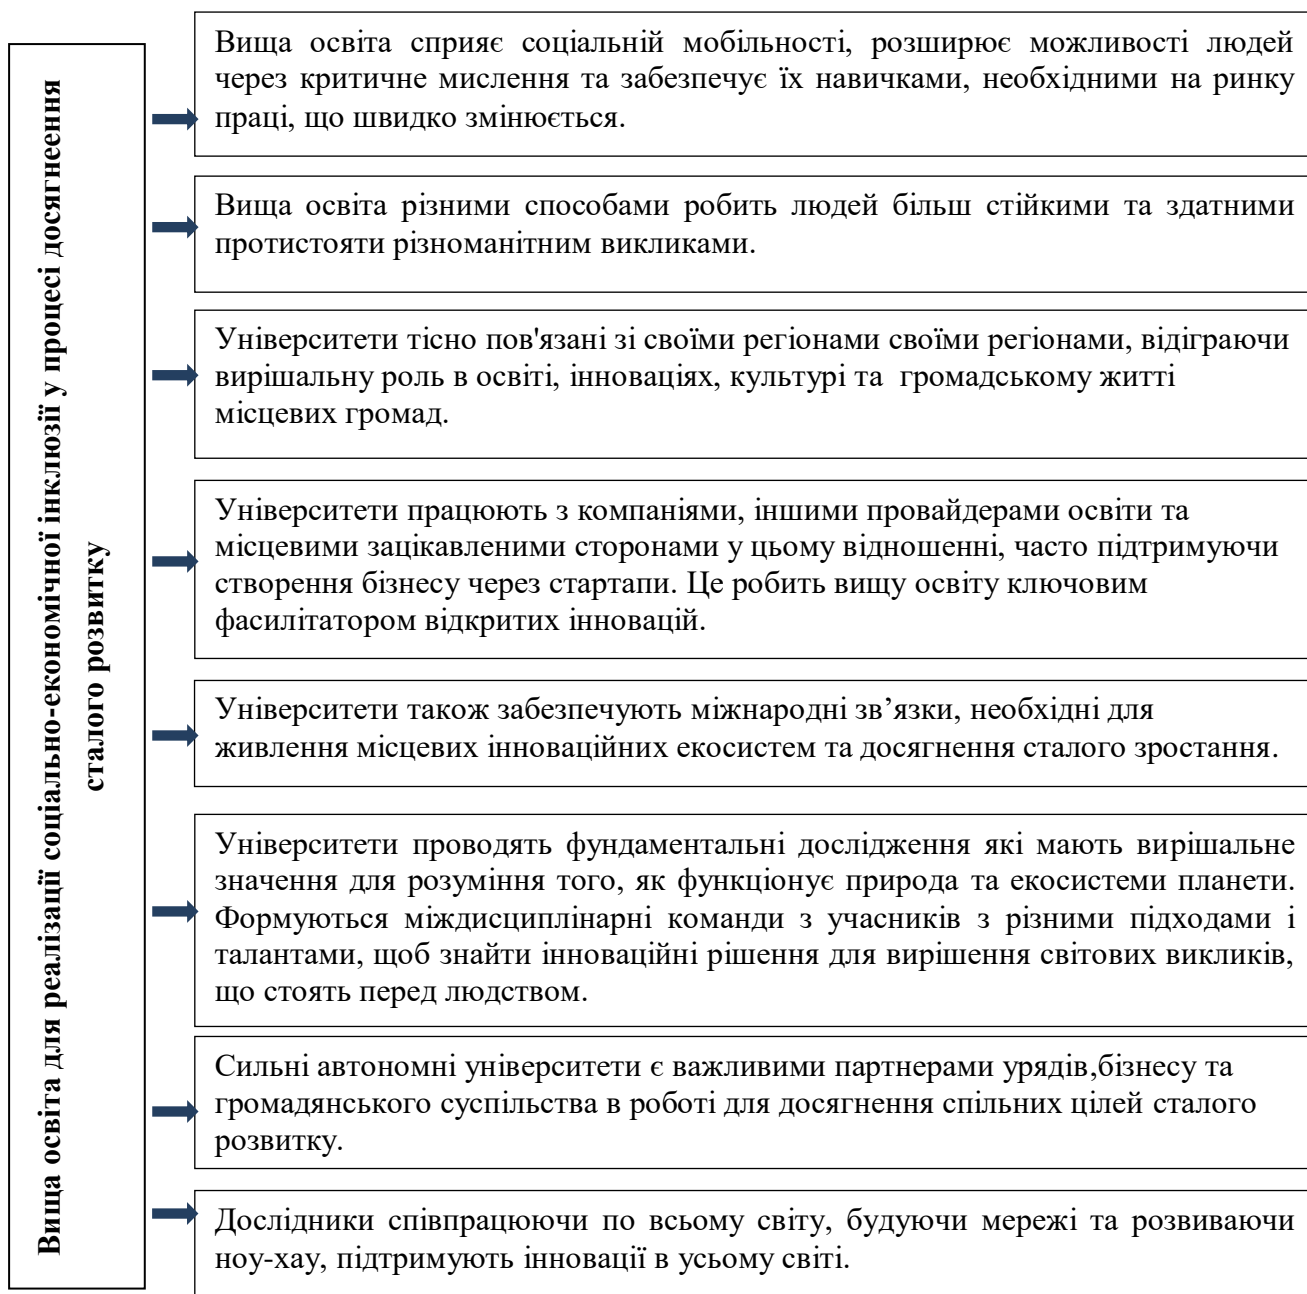 Вища освіта для реалізації соціально-економічної інклюзії у процесі досягнеення
сталого розвитку
Вища освіта сприяє соціальній мобільності, розширює можливості людей
через критичне мислення та забезпечує їх навичками, необхідними на ринку
праці, що швидко змінюється.
Вища освіта різними способами робить людей більш стійкими та здатними
протистояти різноманітним викликами.
Університети тісно пов'язані зі своїми регіонами своїми регіонами, відіграючи
вирішальну роль в освіті, інноваціях, культурі та громадському житті
місцевих громад.
Університети працюють з компаніями, іншими провайдерами освіти та
місцевими зацікавленими сторонами у цьому відношенні, часто підтримуючи
створення бізнесу через стартапи. Це робить вищу освіту ключовим
фасилітатором відкритих інновацій.
Університети також забезпечують міжнародні зв’язки, необхідні для
живлення місцевих інноваційних екосистем та досягнення сталого зростання.
Університети проводять фундаментальні дослідження які мають вирішальне
значення для розуміння того, як функціонує природа та екосистеми планети.
Формуються міждисциплінарні команди з учасників з різними підходами і
талантами, щоб знайти інноваційні рішення для вирішення світових викликів,
що стоять перед людством.
Сильні автономні університети є важливими партнерами урядів,бізнесу та
громадянського суспільства в роботі для досягнення спільних цілей сталого
розвитку.
Дослідники співпрацюючи по всьому світу, будуючи мережі та розвиваючи
ноу-хау, підтримують інновації в усьому світі.